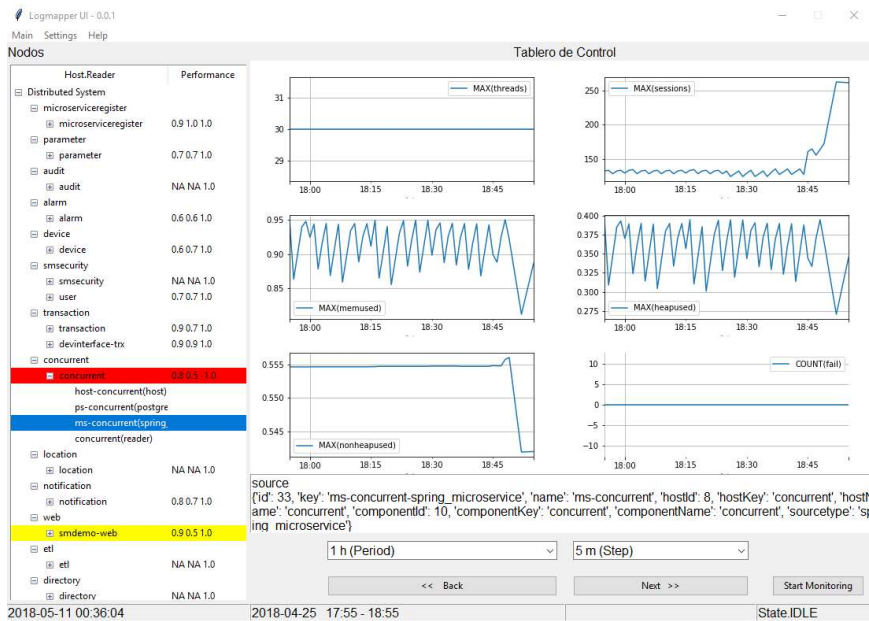 Logmapper UI - 0.0.1
Main Settings Help
Nodos
Tablero de Control
Host.Reader Performance
Distributed System
microserviceregister
microserviceregister 0.9 1.0 1.0
parameter
parameter 0.7 0.7 1.0
audit
audit NA NA 1.0
alarm
alarm 0.6 0.6 1.0
device
device 0.6 0.7 1.0
smsecurity
smsecurity NA NA 1.0
user 0.7 0.7 1.0
transaction
transaction 0.9 0.7 1.0
devinterface-trx 0.9 0.9 1.0
concurrent
concurrent 0.8 0.5 1.0
host-concurrent(host)
ps-concurrent(postgre
ms-concurrent(spring_
concurrent(reader)
location
location NA NA 1.0
notification
notification 0.8 0.7 1.0
web
smdemo-web 0.9 0.5 1.0
etl
etl NA NA 1.0
directory
directory NA NA 1.0
MAX(threads)
31
30
29
18:00 18:15 18:30 18:45
MAX(sessions)
250
200
150
18:00 18:15 18:30 18:45
0.95
0.90
0.85
MAX(memused)
18:00 18:15 18:30 18:45
0.400
0.375
0.350
0.325
0.300
0.275
MAX(heapused)
18:00 18:15 18:30 18:45
0.555
0.550
0.545
MAX(nonheapused)
18:00 18:15 18:30 18:45
COUNT(fail)
10
5
0
−5
−10
18:00 18:15 18:30 18:45
source
{'id': 33, 'key': 'ms-concurrent-spring_microservice', 'name': 'ms-concurrent', 'hostId': 8, 'hostKey': 'concurrent', 'hostN
ame': 'concurrent', 'componentId': 10, 'componentKey': 'concurrent', 'componentName': 'concurrent', 'sourcetype': 'spr
ing_microservice'}
1 h (Period) 5 m (Step)
<< Back Next >> Start Monitoring
2018-05-11 00:36:04 2018-04-25 17:55 - 18:55 State.IDLE